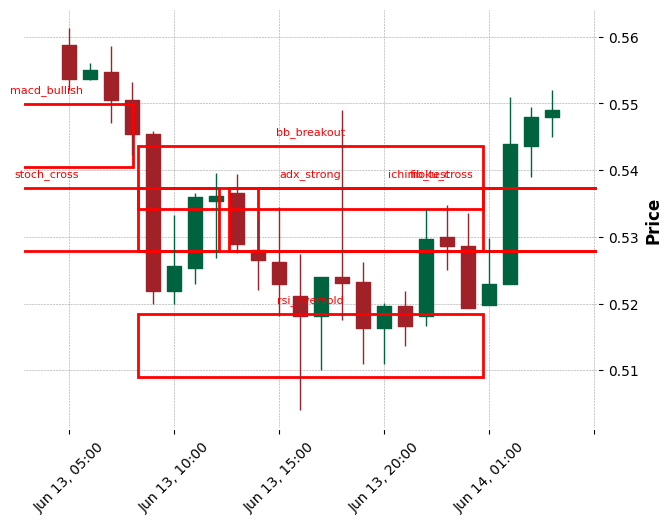 0.56
macd_bullish
0.55
bb_breakout
0.54
stoch_cross
adx_strong
0.53
rsi_oversold
0.52
0.51
Price
Jun 13, 05:00
Jun 13, 10:00
Jun 13, 15:00
Jun 13, 20:00
Jun 14, 01:00